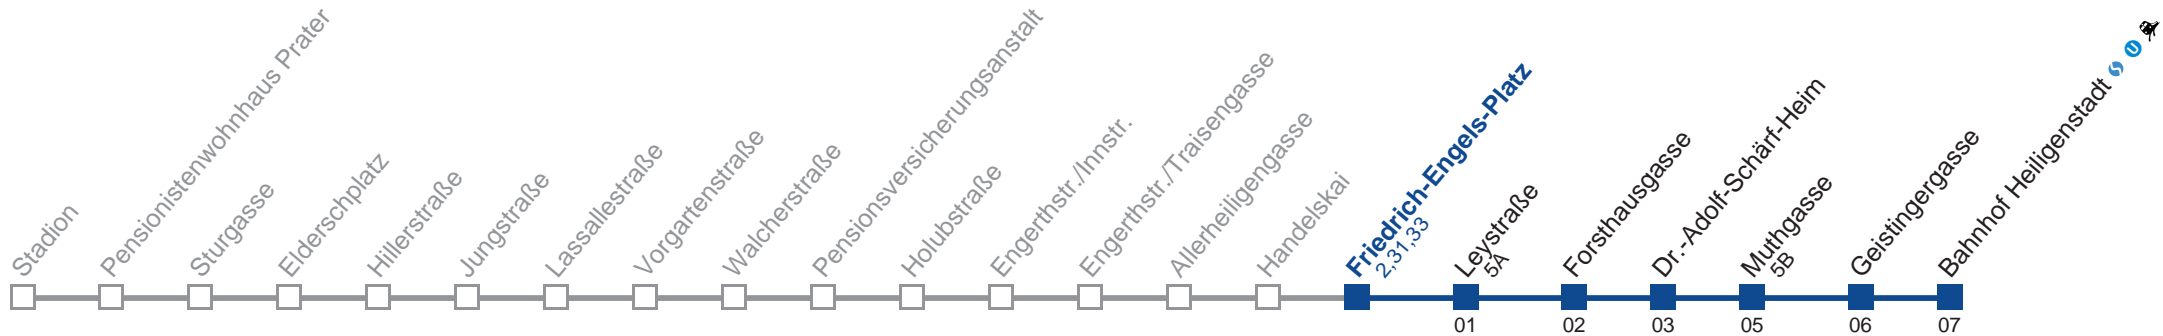 Stadion
Pensionistenwohnhaus Prater
Sturgasse
Elderschplatz
Hillerstraße
Jungstraße
Lassallestraße
Vorgartenstraße
Walcherstraße
Pensionsversicherungsanstalt
Holubstraße
Engerthstr./Innstr.
Engerthstr./Traisengasse
Allerheiligengasse
Handelskai
Friedrich-Engels-Platz
2,31,33
Leystraße
5A
Forsthausgasse
Dr.-Adolf-Schärf-Heim
Muthgasse
5B
Geistingergasse
Bahnhof Heiligenstadt S U
01 02 03 05 06 07